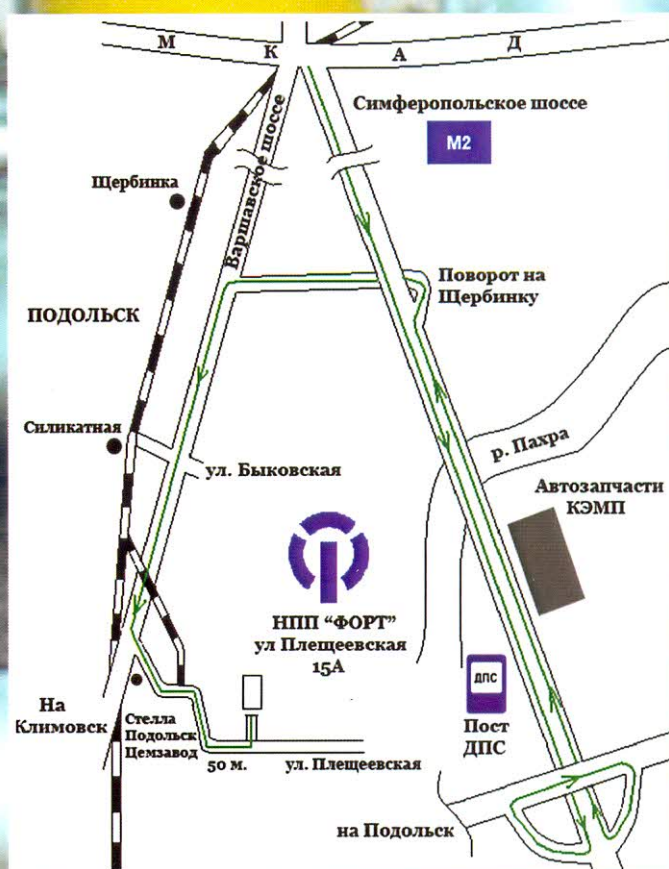 М К А Д
Симферопольское шоссе
М2
Варшавское шоссе
Щербинка
Поворот на
Щербинку
ПОДОЛЬСК
Силикатная
ул. Быковская
р. Пахра
Автозапчасти
КЭМП
НПП “ФОРТ”
ул Плещеевская
15А
ДПС
Пост
ДПС
На
Климовск
Стелла
Подольск
Цемзавод
50 м.
ул. Плещеевская
на Подольск